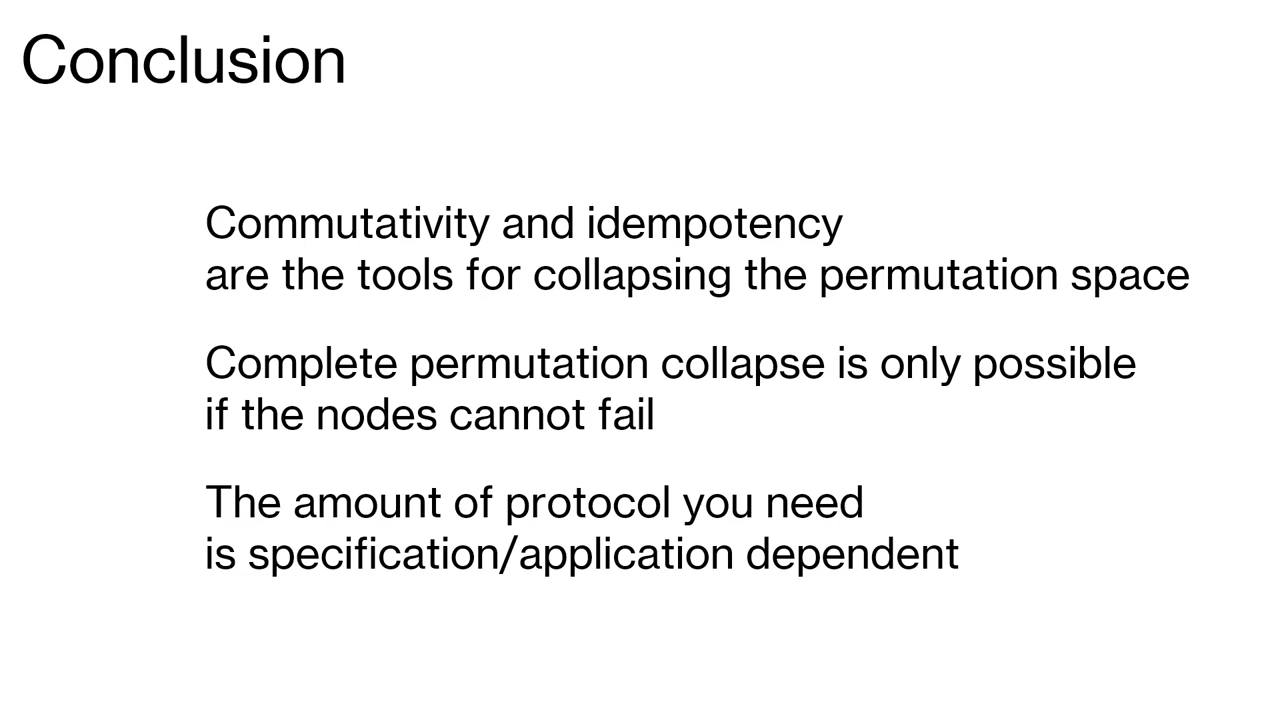 Conclusion
Commutativity and idempotency
are the tools for collapsing the permutation space
Complete permutation collapse is only possible
if the nodes cannot fail
The amount of protocol you need
is specification/application dependent